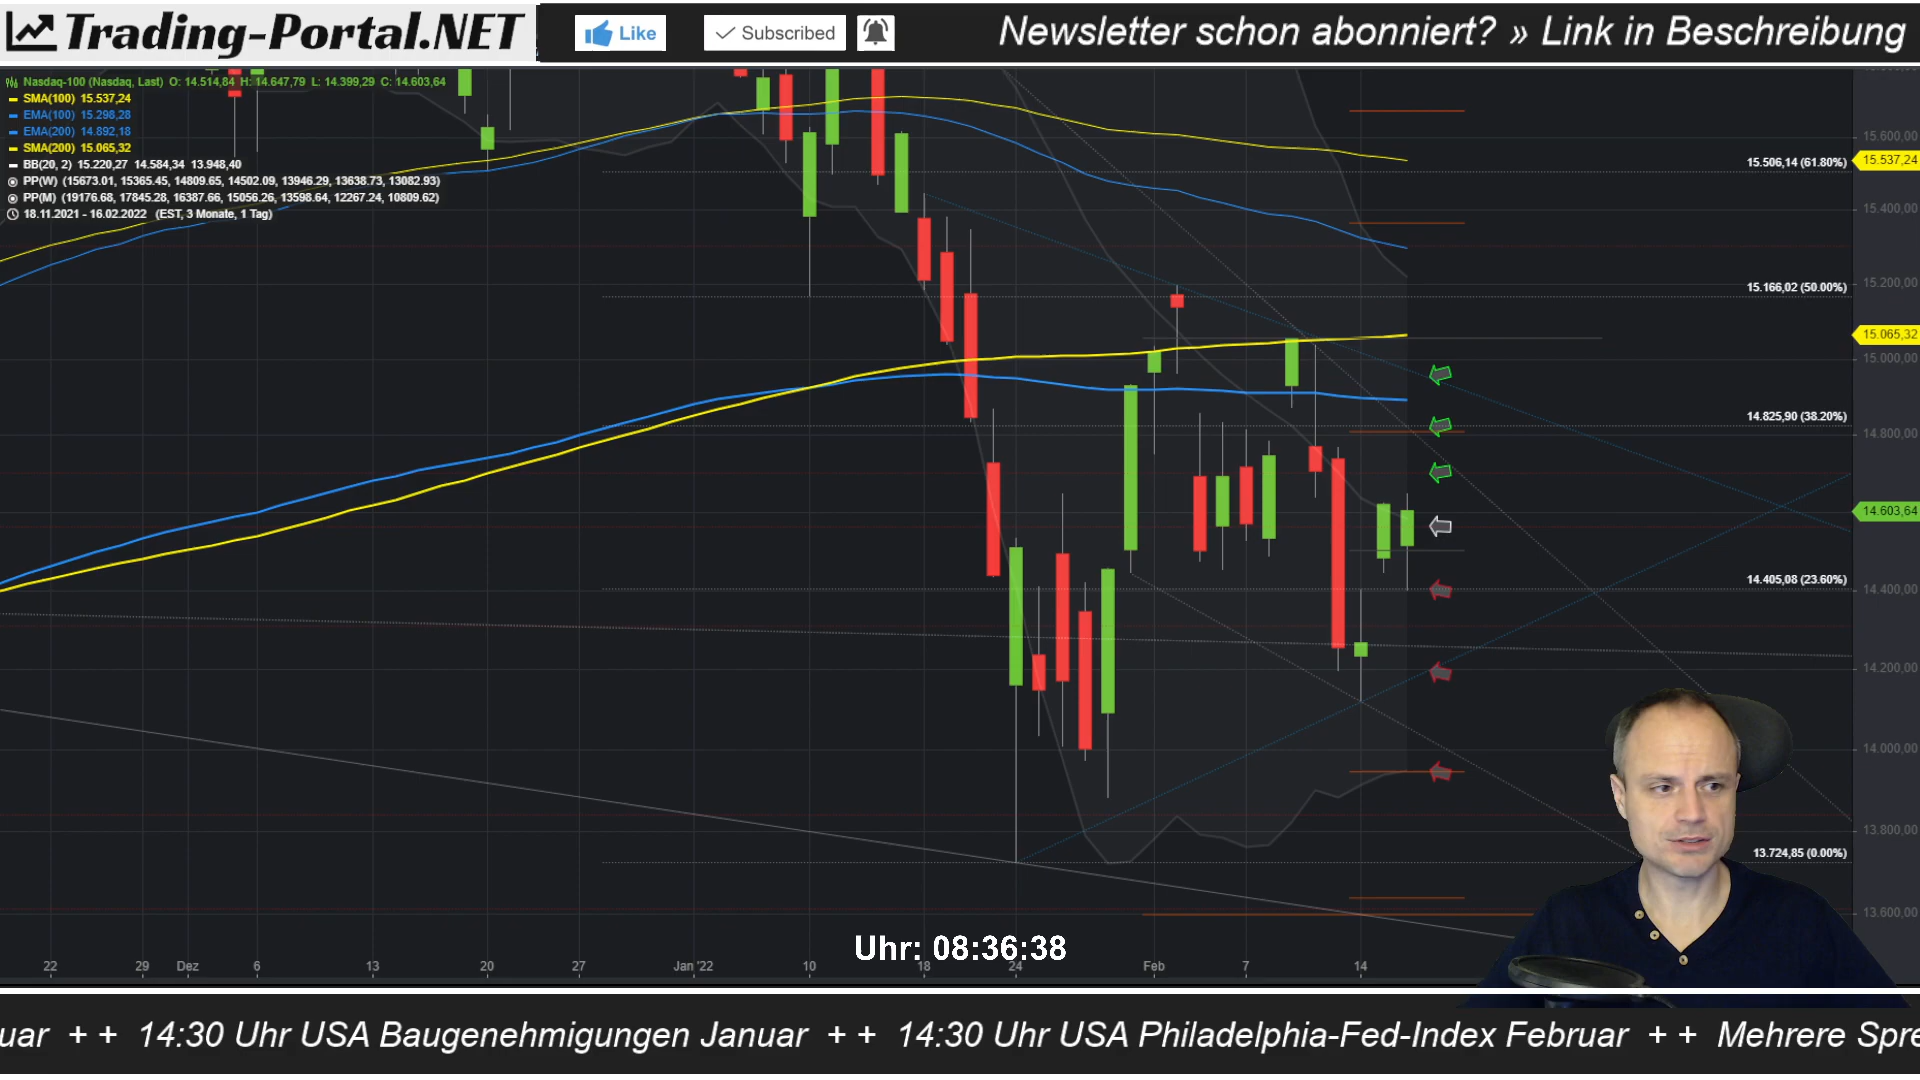 Trading-Portal.NET
Like
Subscribed
Newsletter schon abonniert? » Link in Beschreibung
Nasdaq-100 (Nasdaq, Last) O: 14.514,84 H: 14.647,79 L: 14.399,29 C: 14.603,64
SMA(100) 15.537,24
EMA(100) 15.298,28
EMA(200) 14.892,18
SMA(200) 15.065,32
BB(20, 2) 15.220,27 14.584,34 13.948,40
PP(W) (15673.01, 15365.45, 14809.65, 14502.09, 13946.29, 13638.73, 13082.93)
PP(M) (19176.68, 17845.28, 16387.66, 15056.26, 13598.64, 12267.24, 10809.62)
18.11.2021 - 16.02.2022 (EST, 3 Monate, 1 Tag)
15.600,00
15.506,14 (61.80%)
15.537,24
15.400,00
15.200,00
15.166,02 (50.00%)
15.065,32
15.000,00
14.825,90 (38.20%)
14.800,00
14.603,64
14.405,08 (23.60%)
14.400,00
14.200,00
14.000,00
13.800,00
13.724,85 (0.00%)
13.600,00
Uhr: 08:36:38
22 29 Dez 6 13 20 27 Jan '22 10 18 24 Feb 7 14
uar ++ 14:30 Uhr USA Baugenehmigungen Januar ++ 14:30 Uhr USA Philadelphia-Fed-Index Februar ++ Mehrere Spre